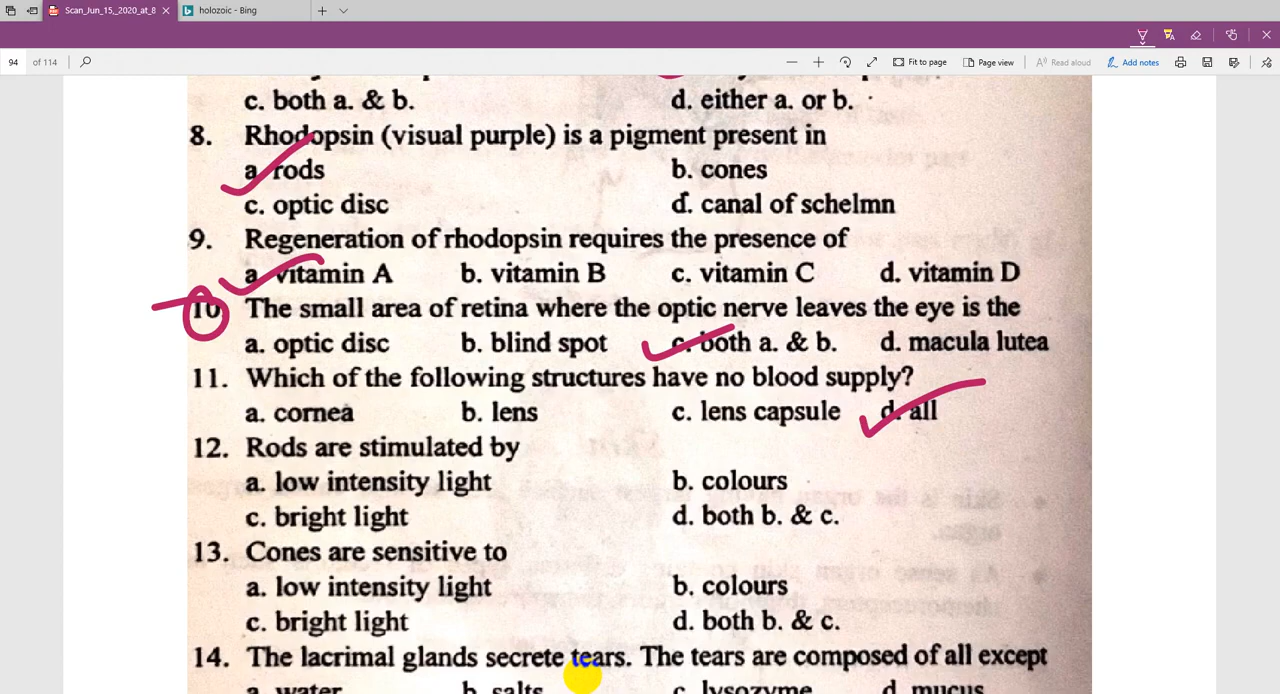 Scan_Jun_15,_2020_at_8
holozoic - Bing
94 of 114
Fit to page
Page view
Read aloud
Add notes
c. both a. & b. d. either a. or b.
8. Rhodopsin (visual purple) is a pigment present in
a. rods b. cones
c. optic disc d. canal of schelmn
9. Regeneration of rhodopsin requires the presence of
a. vitamin A b. vitamin B c. vitamin C d. vitamin D
10. The small area of retina where the optic nerve leaves the eye is the
a. optic disc b. blind spot c. both a. & b. d. macula lutea
11. Which of the following structures have no blood supply?
a. cornea b. lens c. lens capsule d. all
12. Rods are stimulated by
a. low intensity light b. colours
c. bright light d. both b. & c.
13. Cones are sensitive to
a. low intensity light b. colours
c. bright light d. both b. & c.
14. The lacrimal glands secrete tears. The tears are composed of all except
a. water b. salts c. lysozyme d. mucus